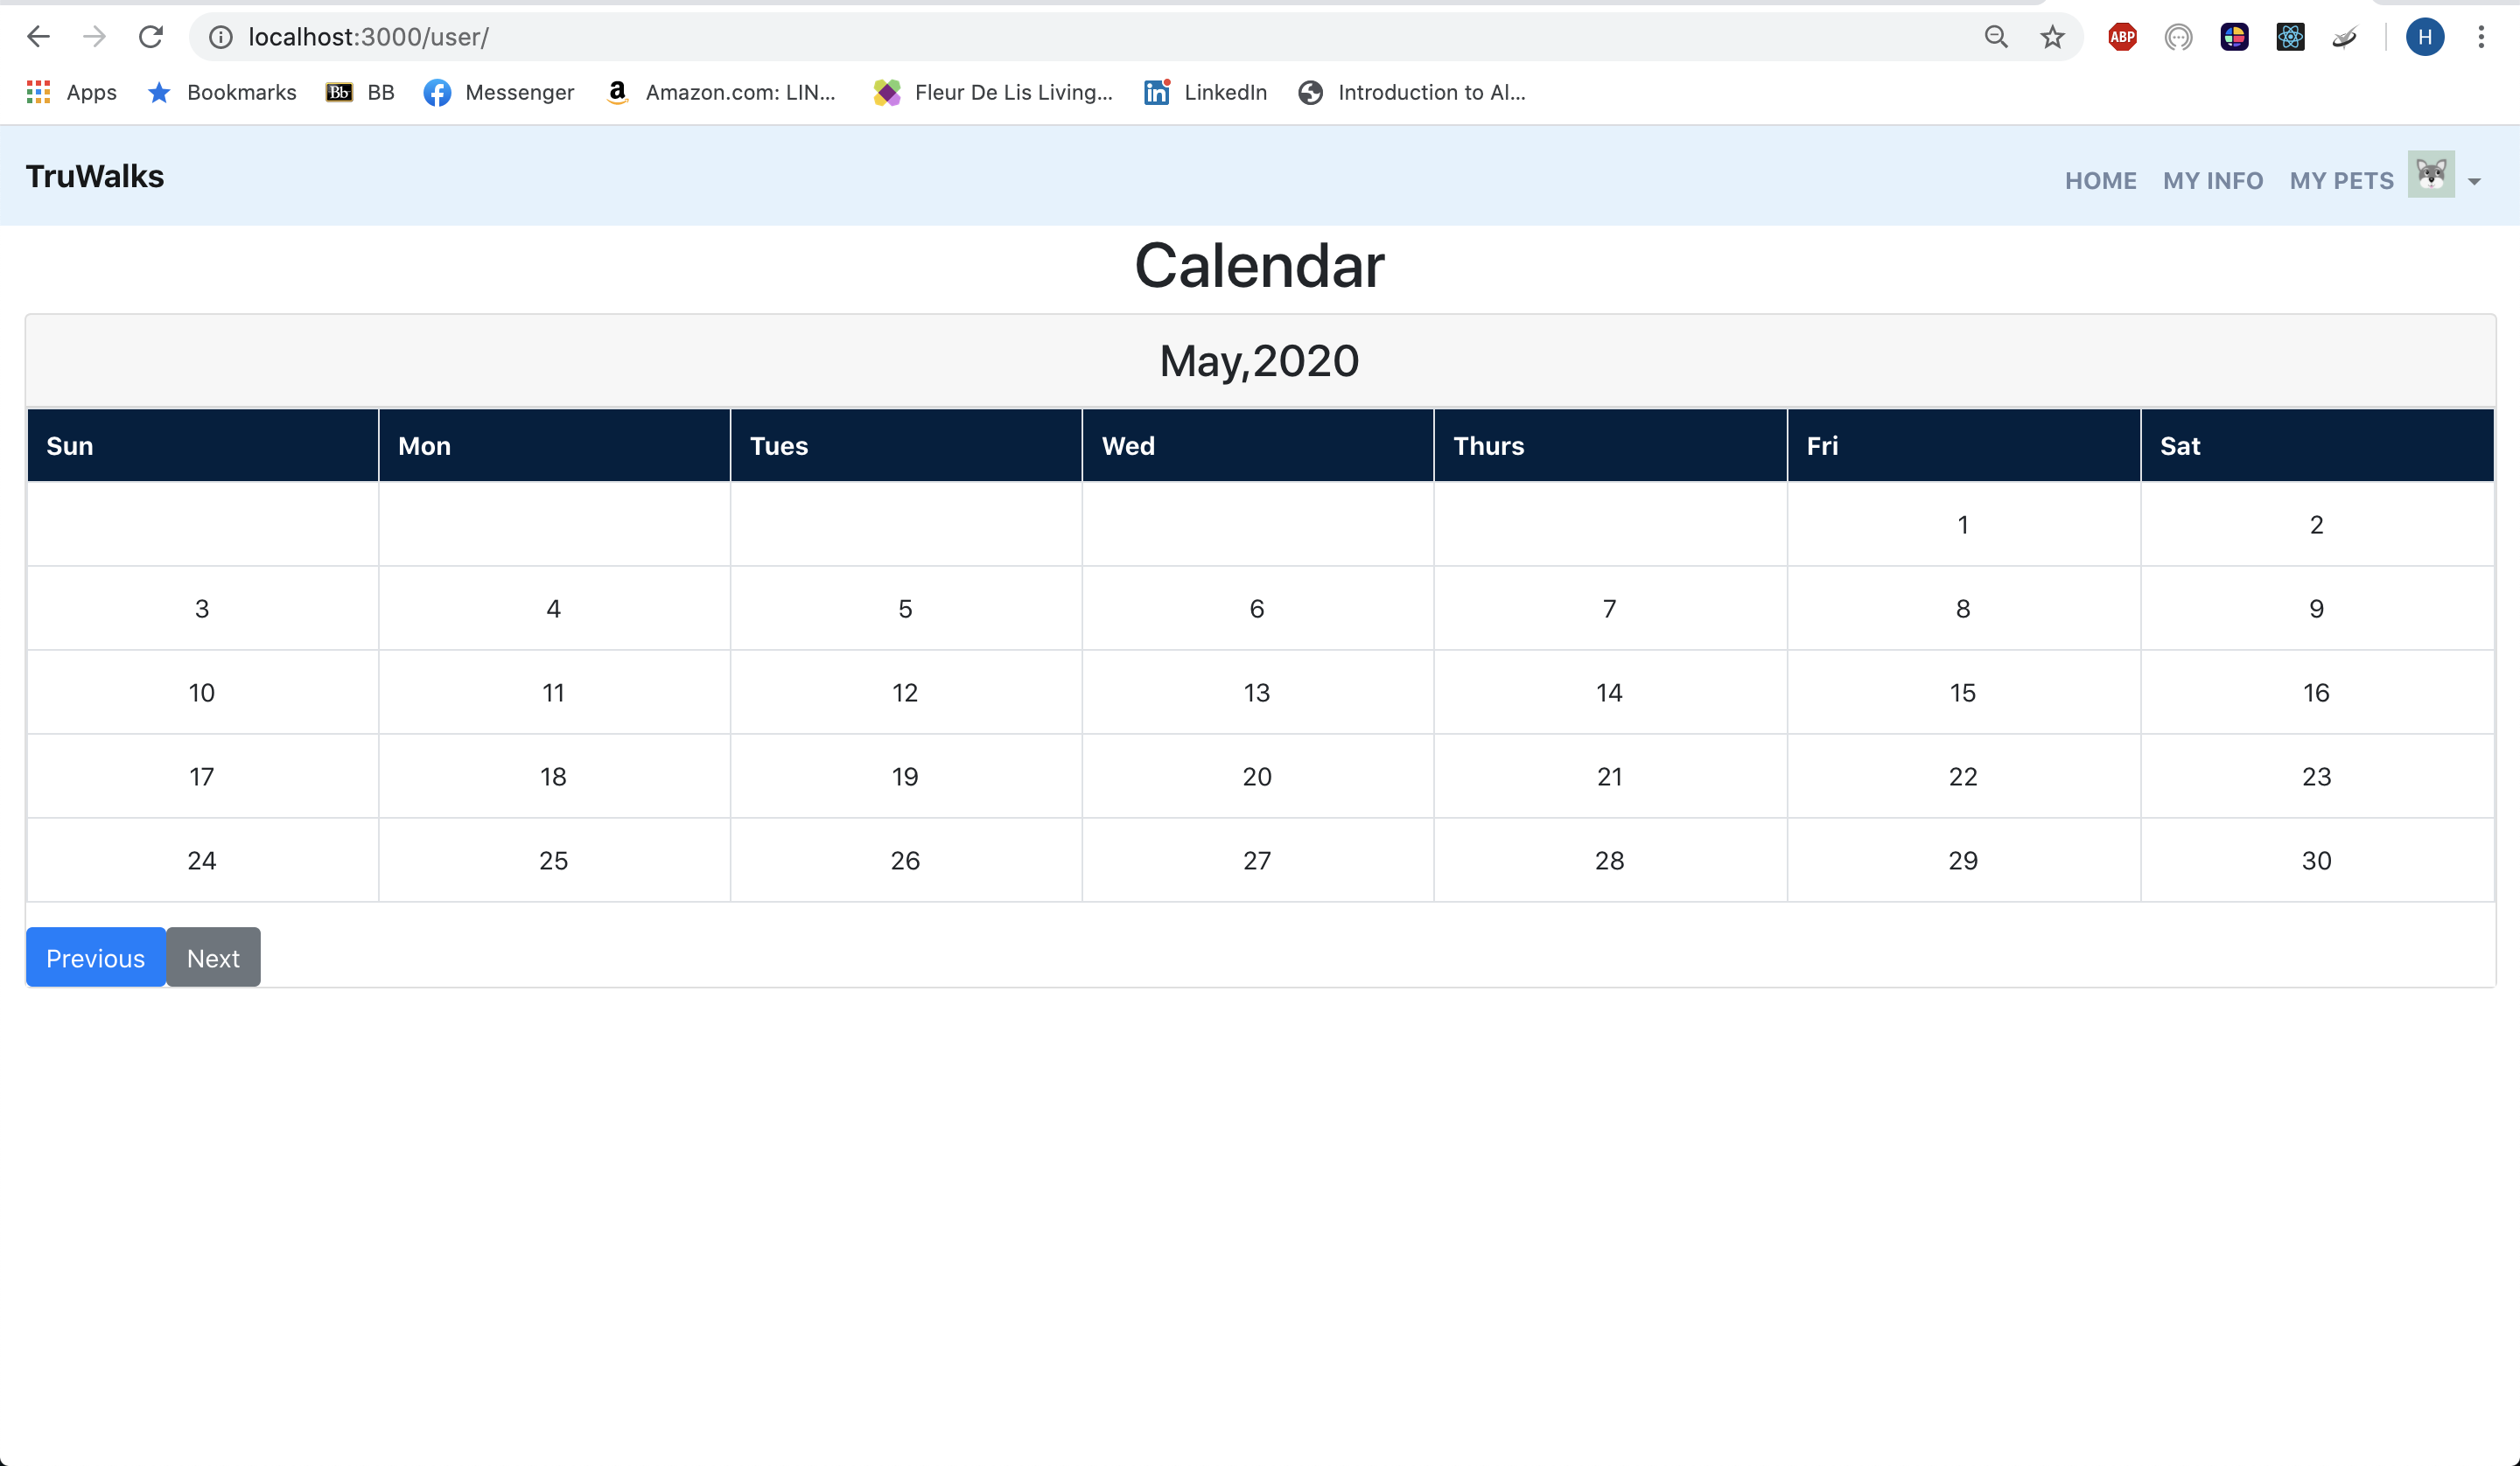 localhost:3000/user/
ABP
H
Apps Bookmarks Bb BB Messenger Amazon.com: LIN... Fleur De Lis Living... LinkedIn Introduction to Al...
TruWalks HOME MY INFO MY PETS
Calendar
May,2020
Sun Mon Tues Wed Thurs Fri Sat
1 2
3 4 5 6 7 8 9
10 11 12 13 14 15 16
17 18 19 20 21 22 23
24 25 26 27 28 29 30
Previous Next